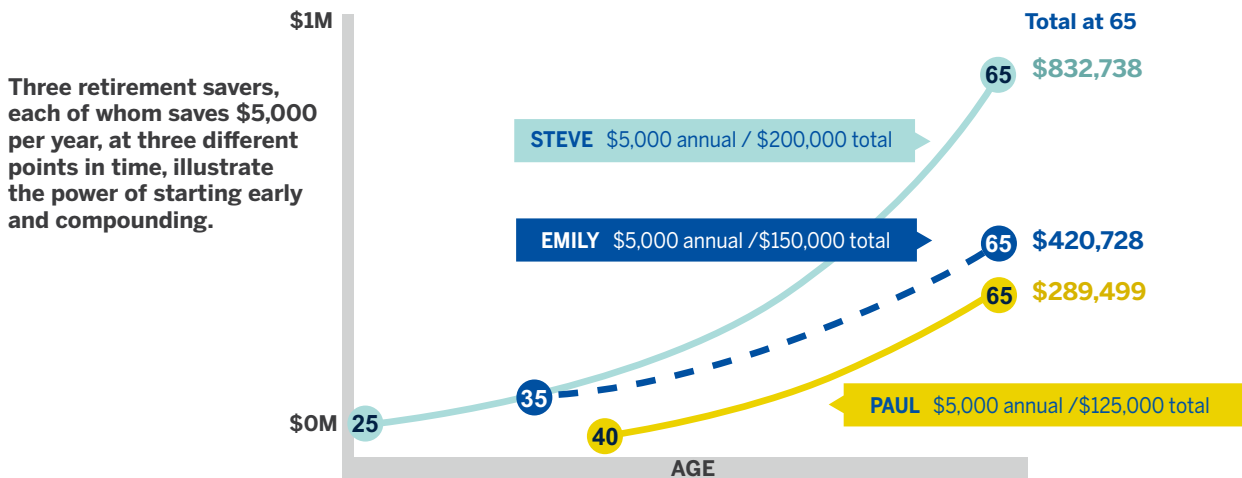 $1M
Total at 65
Three retirement savers,
each of whom saves $5,000
per year, at three different
points in time, illustrate
the power of starting early
and compounding.
65 $832,738
STEVE $5,000 annual / $200,000 total
EMILY $5,000 annual /$150,000 total
65 $420,728
65 $289,499
35
PAUL $5,000 annual /$125,000 total
$0M 25
40
AGE